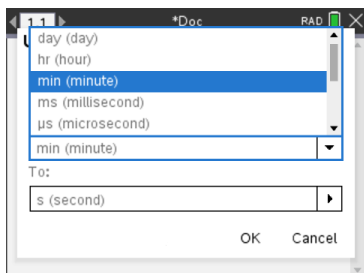 1.1 *Doc RAD
day (day)
hr (hour)
min (minute)
ms (millisecond)
µs (microsecond)
min (minute)
To:
s (second)
OK Cancel